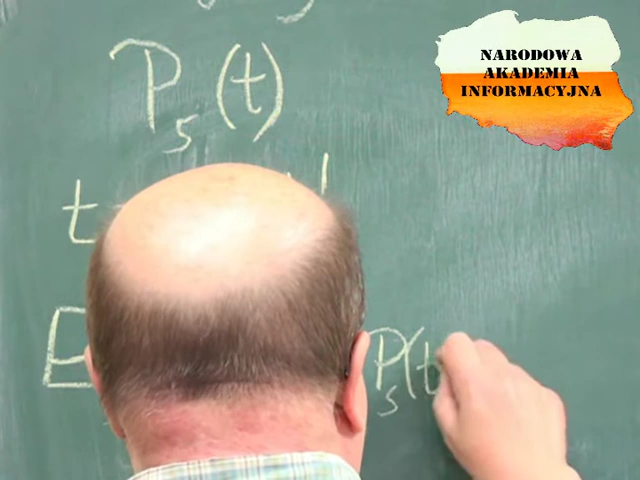 P₅(t)
t
E P₅(t
NARODOWA
AKADEMIA
INFORMACYJNA